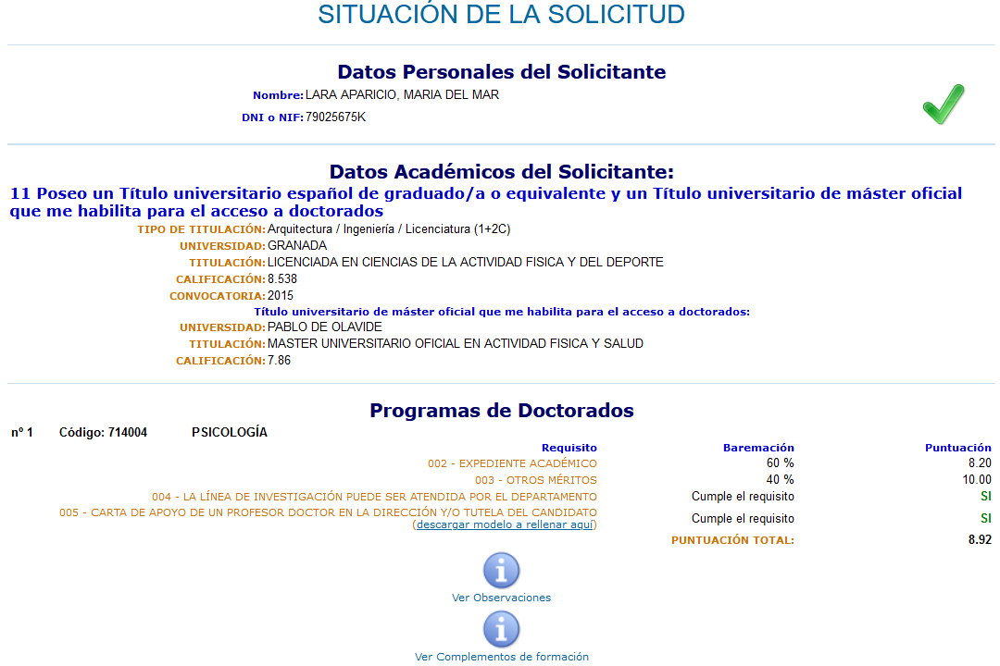 SITUACIÓN DE LA SOLICITUD
Datos Personales del Solicitante
Nombre: LARA APARICIO, MARIA DEL MAR
DNI o NIF: 79025675K
Datos Académicos del Solicitante:
11 Poseo un Título universitario español de graduado/a o equivalente y un Título universitario de máster oficial
que me habilita para el acceso a doctorados
TIPO DE TITULACIÓN: Arquitectura / Ingeniería / Licenciatura (1+2C)
UNIVERSIDAD: GRANADA
TITULACIÓN: LICENCIADA EN CIENCIAS DE LA ACTIVIDAD FISICA Y DEL DEPORTE
CALIFICACIÓN: 8.538
CONVOCATORIA: 2015
Título universitario de máster oficial que me habilita para el acceso a doctorados:
UNIVERSIDAD: PABLO DE OLAVIDE
TITULACIÓN: MASTER UNIVERSITARIO OFICIAL EN ACTIVIDAD FISICA Y SALUD
CALIFICACIÓN: 7.86
Programas de Doctorados
nº 1 Código: 714004 PSICOLOGÍA
Requisito Baremación Puntuación
002 - EXPEDIENTE ACADÉMICO 60 % 8.20
003 - OTROS MÉRITOS 40 % 10.00
004 - LA LÍNEA DE INVESTIGACIÓN PUEDE SER ATENDIDA POR EL DEPARTAMENTO Cumple el requisito SI
005 - CARTA DE APOYO DE UN PROFESOR DOCTOR EN LA DIRECCIÓN Y/O TUTELA DEL CANDIDATO
(descargar modelo a rellenar aquí) Cumple el requisito SI
PUNTUACIÓN TOTAL: 8.92
Ver Observaciones
Ver Complementos de formación